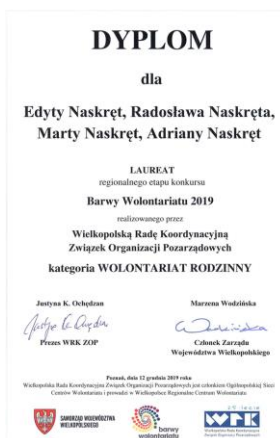 DYPLOM
dla
Edyty Naskręt, Radosława Naskręta,
Marty Naskręt, Adriany Naskręt
LAUREAT
regionalnego etapu konkursu
Barwy Wolontariatu 2019
realizowanego przez
Wielkopolską Radę Koordynacyjną
Związek Organizacji Pozarządowych
kategoria WOLONTARIAT RODZINNY
Justyna K. Ochędzan
Marzena Wodzińska
Prezes WRK ZOP
Członek Zarządu
Województwa Wielkopolskiego
Poznań, dnia 12 grudnia 2019 roku
Wielkopolska Rada Koordynacyjna Związek Organizacji Pozarządowych jest członkiem Ogólnopolskiej Sieci
Centrów Wolontariatu i prowadzi w Wielkopolsce Regionalne Centrum Wolontariatu.
SAMORZĄD WOJEWÓDZTWA
WIELKOPOLSKIEGO
barwy
wolontariatu
WRK